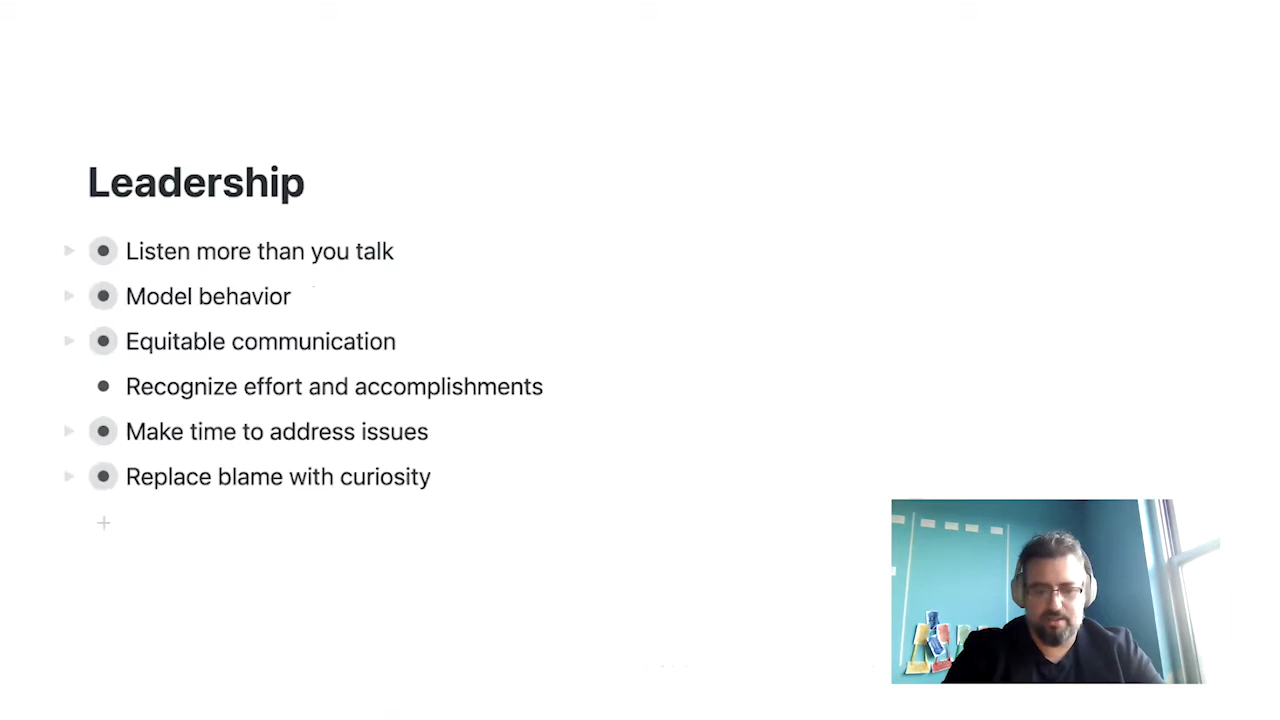 Leadership
Listen more than you talk
Model behavior
Equitable communication
Recognize effort and accomplishments
Make time to address issues
Replace blame with curiosity